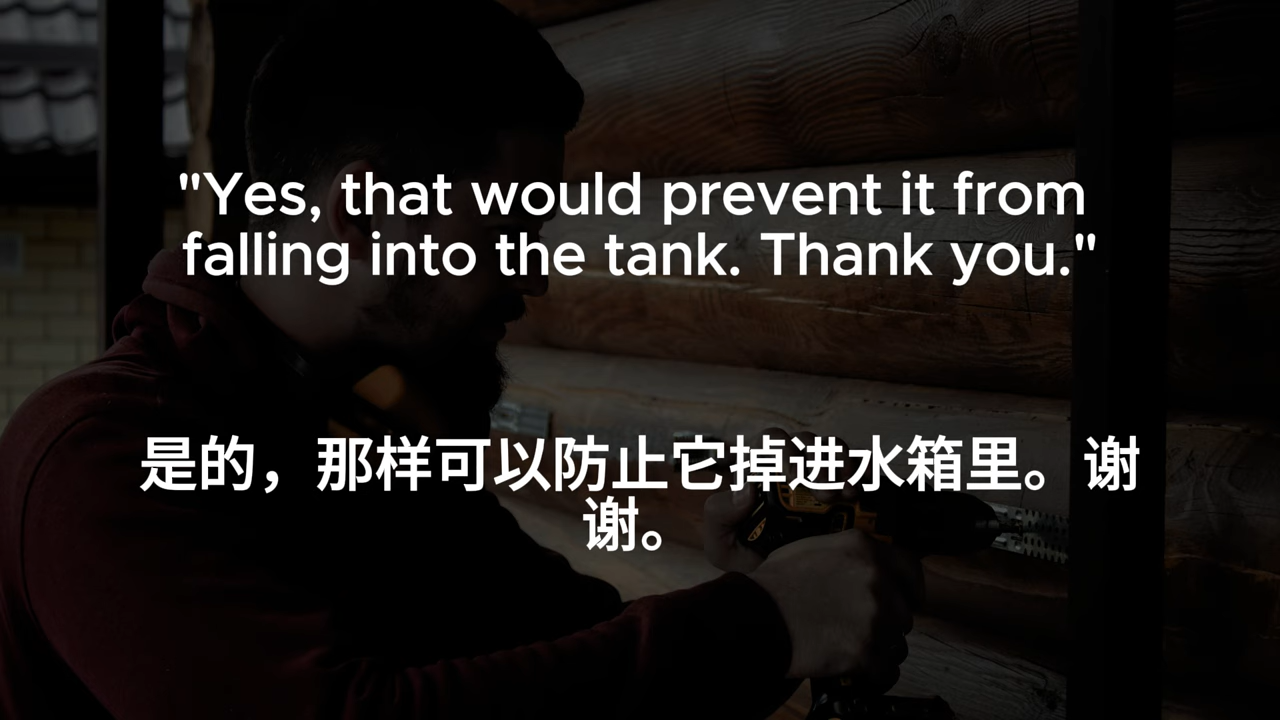 "Yes, that would prevent it from
falling into the tank. Thank you."
是的，那样可以防止它掉进水箱里。谢
谢。